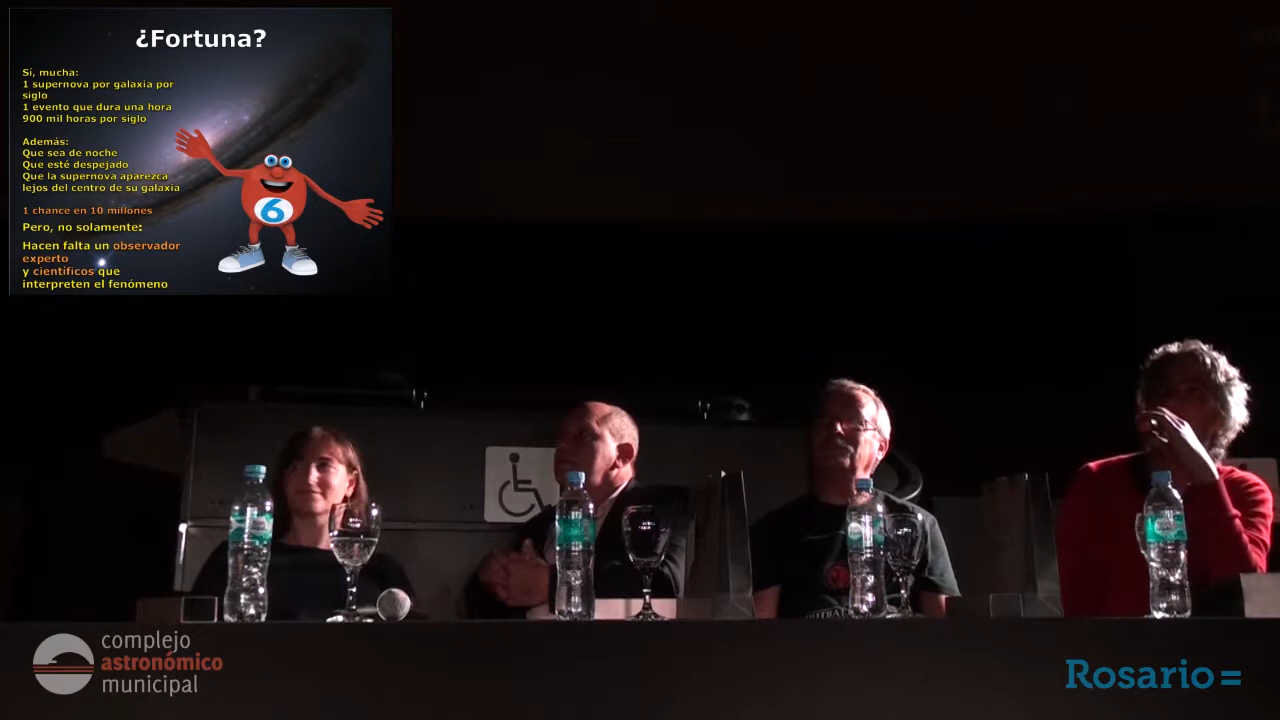 ¿Fortuna?
Sí, mucha:
1 supernova por galaxia por
siglo
1 evento que dura una hora
900 mil horas por siglo
Además:
Que sea de noche
Que esté despejado
Que la supernova aparezca
lejos del centro de su galaxia
1 chance en 10 millones
Pero, no solamente:
Hacen falta un observador
experto
y científicos que
interpreten el fenómeno
6
complejo
astronómico
municipal
Rosario=